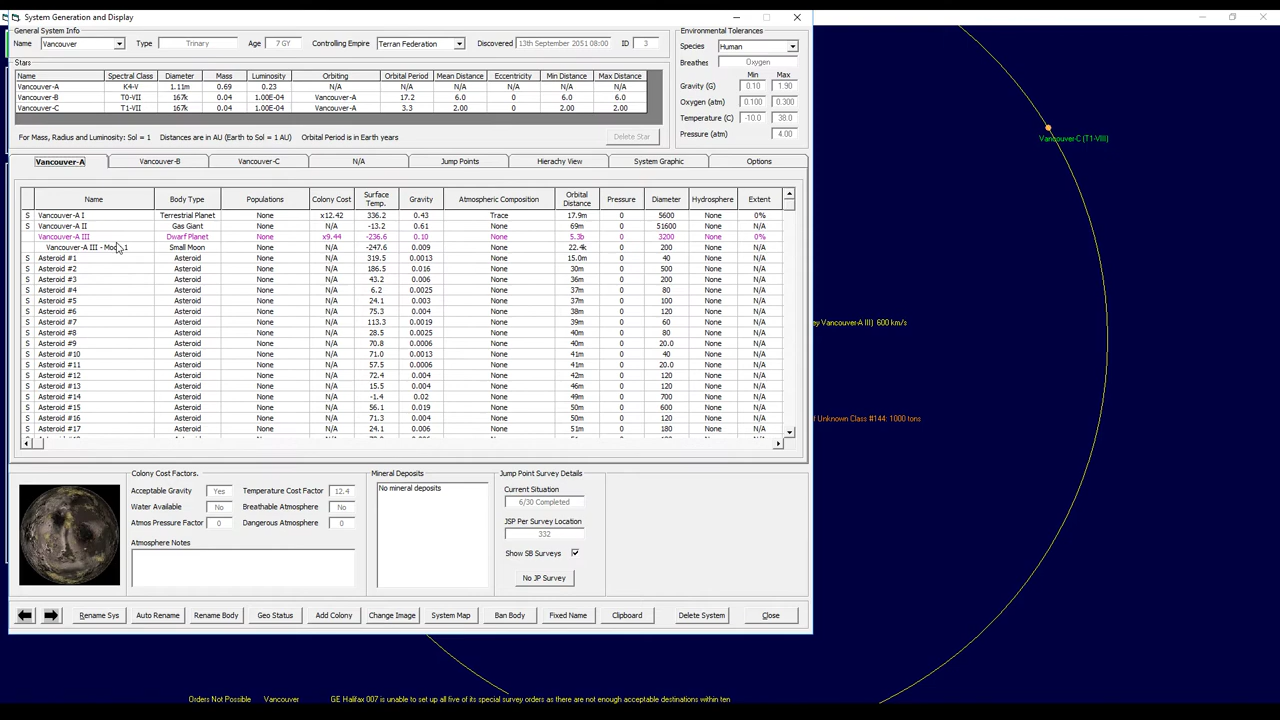 System Generation and Display
General System Info
Name Vancouver Type Trinary Age 7 GY Controlling Empire Terran Federation Discovered 13th September 2051 08:00 ID 3
Environmental Tolerances
Species Human
Breathes Oxygen
Min Max
Gravity (G) 0.10 1.90
Oxygen (atm) 0.100 0.300
Temperature (C) -10.0 38.0
Pressure (atm) 4.00
Stars
Name Spectral Class Diameter Mass Luminosity Orbiting Orbital Period Mean Distance Eccentricity Min Distance Max Distance
Vancouver-A K4-V 1.11m 0.69 0.23 N/A N/A N/A N/A N/A N/A
Vancouver-B T0-VII 167k 0.04 1.00E-04 Vancouver-A 17.2 6.0 0 6.0 6.0
Vancouver-C T1-VII 167k 0.04 1.00E-04 Vancouver-A 3.3 2.00 0 2.00 2.00
For Mass, Radius and Luminosity: Sol = 1 Distances are in AU (Earth to Sol = 1 AU) Orbital Period is in Earth years Delete Star
Vancouver-A Vancouver-B Vancouver-C N/A Jump Points Hierachy View System Graphic Options
Name Body Type Populations Colony Cost Surface Temp. Gravity Atmospheric Composition Orbital Distance Pressure Diameter Hydrosphere Extent
S Vancouver-A I Terrestrial Planet None x12.42 336.2 0.43 Trace 17.9m 0 5600 None 0%
S Vancouver-A II Gas Giant None N/A -13.2 0.61 None 69m 0 51600 None N/A
Vancouver-A III Dwarf Planet None x9.44 -236.6 0.10 None 5.3b 0 3200 None 0%
Vancouver-A III - Moon 1 Small Moon None N/A -247.6 0.009 None 22.4k 0 200 None N/A
S Asteroid #1 Asteroid None N/A 319.5 0.0013 None 15.0m 0 40 None N/A
S Asteroid #2 Asteroid None N/A 186.5 0.016 None 30m 0 500 None N/A
S Asteroid #3 Asteroid None N/A 43.2 0.006 None 36m 0 200 None N/A
S Asteroid #4 Asteroid None N/A 6.2 0.0025 None 37m 0 80 None N/A
S Asteroid #5 Asteroid None N/A 24.1 0.003 None 37m 0 100 None N/A
S Asteroid #6 Asteroid None N/A 75.3 0.004 None 38m 0 120 None N/A
S Asteroid #7 Asteroid None N/A 113.3 0.0019 None 39m 0 60 None N/A
S Asteroid #8 Asteroid None N/A 28.5 0.0025 None 40m 0 80 None N/A
S Asteroid #9 Asteroid None N/A 70.8 0.0006 None 40m 0 20.0 None N/A
S Asteroid #10 Asteroid None N/A 71.0 0.0013 None 41m 0 40 None N/A
S Asteroid #11 Asteroid None N/A 57.5 0.0006 None 41m 0 20.0 None N/A
S Asteroid #12 Asteroid None N/A 72.4 0.004 None 42m 0 120 None N/A
S Asteroid #13 Asteroid None N/A 15.5 0.004 None 46m 0 120 None N/A
S Asteroid #14 Asteroid None N/A -1.4 0.02 None 49m 0 700 None N/A
S Asteroid #15 Asteroid None N/A 56.1 0.019 None 50m 0 600 None N/A
S Asteroid #16 Asteroid None N/A 71.3 0.004 None 50m 0 120 None N/A
S Asteroid #17 Asteroid None N/A 24.1 0.006 None 51m 0 180 None N/A
Colony Cost Factors.
Acceptable Gravity Yes Temperature Cost Factor 12.4
Water Available No Breathable Atmosphere No
Atmos Pressure Factor 0 Dangerous Atmosphere 0
Atmosphere Notes
Mineral Deposits
No mineral deposits
Jump Point Survey Details
Current Situation
6/30 Completed
JSP Per Survey Location
332
Show SB Surveys
No JP Survey
Rename Sys Auto Rename Rename Body Geo Status Add Colony Change Image System Map Ban Body Fixed Name Clipboard Delete System Close
Vancouver-C (T1-VIII)
ey Vancouver-A III) 600 km/s
Unknown Class #144: 1000 tons
Orders Not Possible Vancouver GE Halifax 007 is unable to set up all five of its special survey orders as there are not enough acceptable destinations within ten